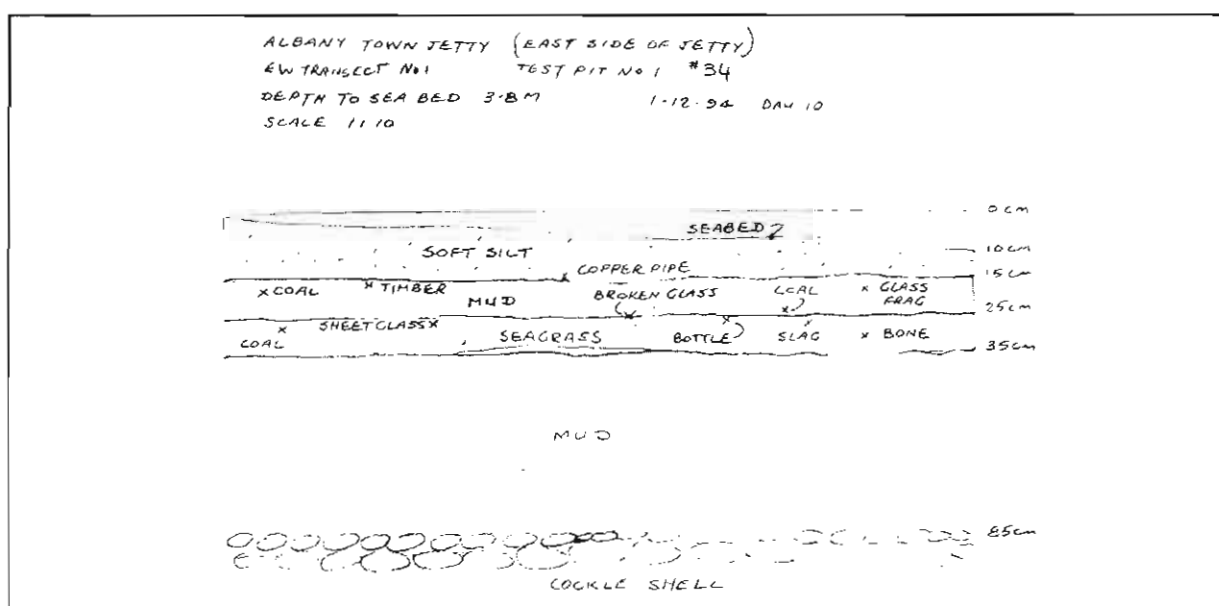 ALBANY TOWN JETTY (EAST SIDE OF JETTY)
EW TRANSECT No1 TEST PIT No 1 #34
DEPTH TO SEA BED 3.8M 1.12.94 DAY 10
SCALE 1:10
0cm
SEABED
SOFT SILT 10cm
COPPER PIPE 15cm
x COAL x TIMBER MUD BROKEN GLASS COAL x GLASS FRAG
25cm
COAL SHEET GLASS x SEAGRASS BOTTLE SLAG x BONE
35cm
MUD
85cm
COCKLE SHELL